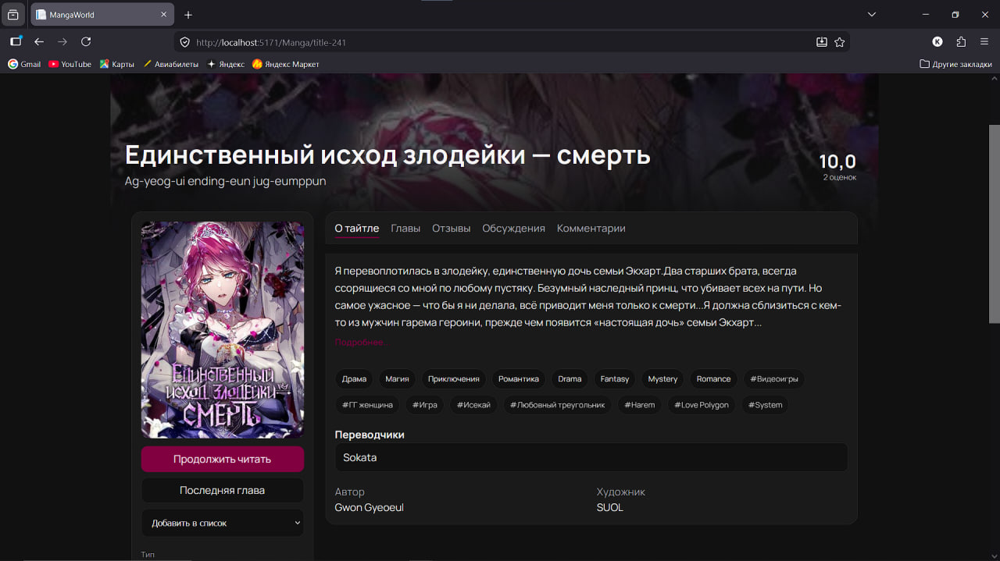 MangaWorld
http://localhost:5171/Manga/title-241
K
Gmail YouTube Карты Авиабилеты Яндекс Яндекс Маркет Другие закладки
Единственный исход злодейки — смерть
Ag-yeog-ui ending-eun jug-eumppun
10,0
2 оценок
ЕДИНСТВЕННЫЙ
ИСХОД ЗЛОДЕЙКИ—
СМЕРТЬ
Продолжить читать
Последняя глава
Добавить в список
Тип
О тайтле Главы Отзывы Обсуждения Комментарии
Я перевоплотилась в злодейку, единственную дочь семьи Экхарт.Два старших брата, всегда
ссорящиеся со мной по любому пустяку. Безумный наследный принц, что убивает всех на пути. Но
самое ужасное — что бы я ни делала, всё приводит меня только к смерти...Я должна сблизиться с кем-
то из мужчин гарема героини, прежде чем появится «настоящая дочь» семьи Экхарт...
Подробнее.
Драма Магия Приключения Романтика Drama Fantasy Mystery Romance #Видеоигры
#ГГ женщина #Игра #Исекай #Любовный треугольник #Harem #Love Polygon #System
Переводчики
Sokata
Автор Художник
Gwon Gyeoeul SUOL